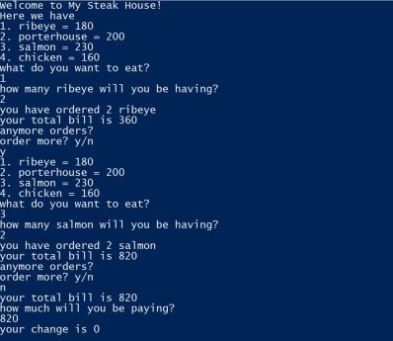 Welcome to My Steak House!
Here we have
1. ribeye = 180
2. porterhouse = 200
3. salmon = 230
4. chicken = 160
what do you want to eat?
1
how many ribeye will you be having?
2
you have ordered 2 ribeye
your total bill is 360
anymore orders?
order more? y/n
y
1. ribeye = 180
2. porterhouse = 200
3. salmon = 230
4. chicken = 160
what do you want to eat?
3
how many salmon will you be having?
2
you have ordered 2 salmon
your total bill is 820
anymore orders?
order more? y/n
n
your total bill is 820
how much will you be paying?
820
your change is 0